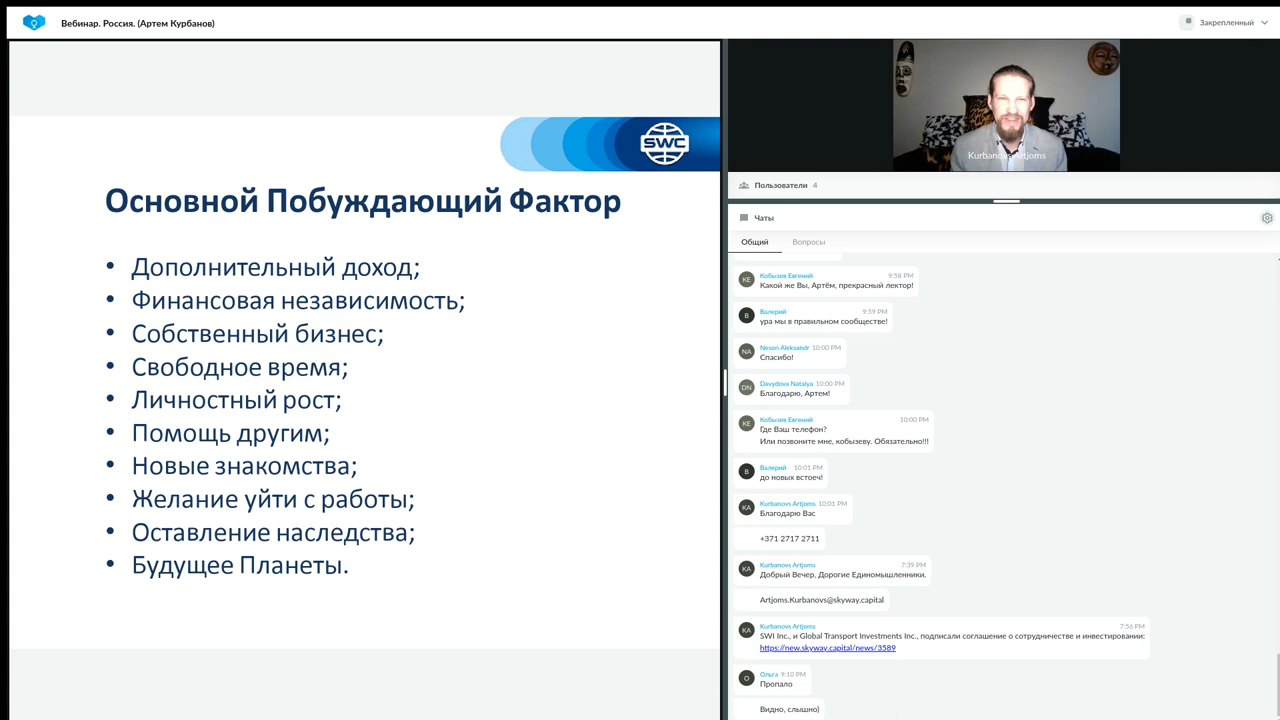 Вебинар. Россия. (Артем Курбанов)
Закрепленный
SWC
Основной Побуждающий Фактор
• Дополнительный доход;
• Финансовая независимость;
• Собственный бизнес;
• Свободное время;
• Личностный рост;
• Помощь другим;
• Новые знакомства;
• Желание уйти с работы;
• Оставление наследства;
• Будущее Планеты.
Kurbanovs Artjoms
Пользователи 4
Чаты
Общий Вопросы
KE Кобызев Евгений 9:58 PM
Какой же Вы, Артём, прекрасный лектор!
В Валерий 9:59 PM
ура мы в правильном сообществе!
NA Neson Aleksandr 10:00 PM
Спасибо!
DN Davydova Natalya 10:00 PM
Благодарю, Артем!
KE Кобызев Евгений 10:00 PM
Где Ваш телефон?
Или позвоните мне, кобызеву. Обязательно!!!
В Валерий 10:01 PM
до новых встоеч!
KA Kurbanovs Artjoms 10:01 PM
Благодарю Вас
+371 2717 2711
KA Kurbanovs Artjoms 7:39 PM
Добрый Вечер, Дорогие Единомышленники.
Artjoms.Kurbanovs@skyway.capital
KA Kurbanovs Artjoms 7:56 PM
SWI Inc., и Global Transport Investments Inc., подписали соглашение о сотрудничестве и инвестировании:
https://new.skyway.capital/news/3589
О Ольга 9:10 PM
Пропало
Видно, слышно)